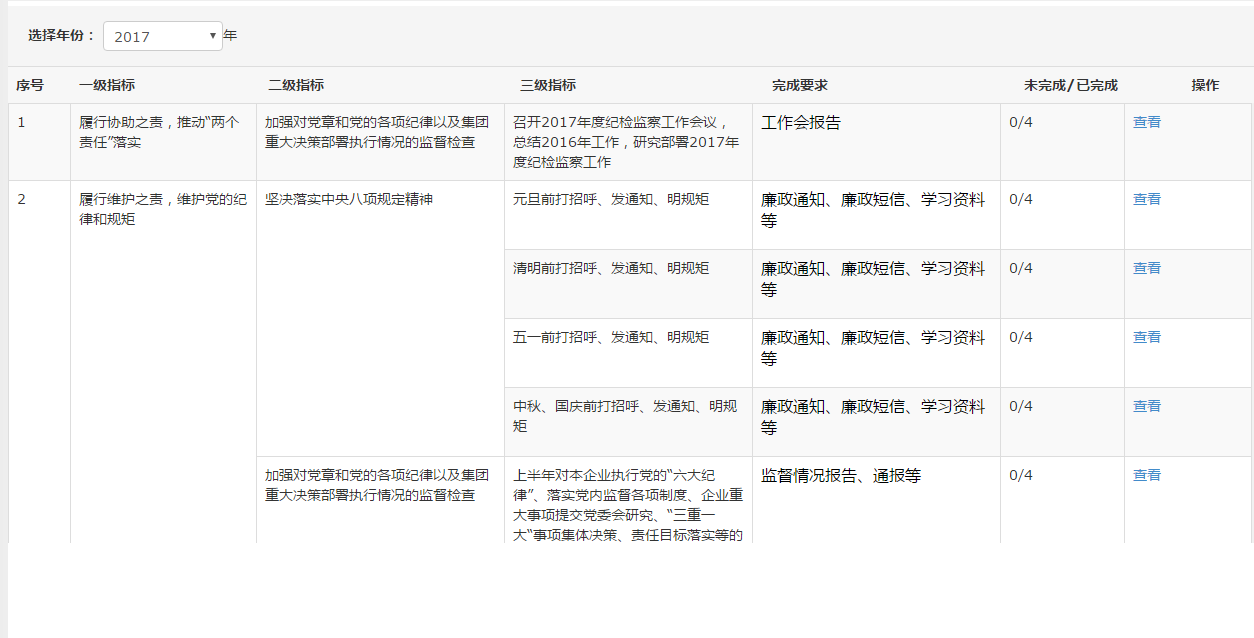 选择年份： 2017 年
序号 一级指标 二级指标 三级指标 完成要求 未完成/已完成 操作
1 履行协助之责，推动“两个 加强对党章和党的各项纪律以及集团 召开2017年度纪检监察工作会议， 工作会报告 0/4 查看
责任”落实 重大决策部署执行情况的监督检查 总结2016年工作，研究部署2017年
度纪检监察工作
2 履行维护之责，维护党的纪 坚决落实中央八项规定精神 元旦前打招呼、发通知、明规矩 廉政通知、廉政短信、学习资料 0/4 查看
律和规矩 等
清明前打招呼、发通知、明规矩 廉政通知、廉政短信、学习资料 0/4 查看
等
五一前打招呼、发通知、明规矩 廉政通知、廉政短信、学习资料 0/4 查看
等
中秋、国庆前打招呼、发通知、明规 廉政通知、廉政短信、学习资料 0/4 查看
矩 等
加强对党章和党的各项纪律以及集团 上半年对本企业执行党的“六大纪 监督情况报告、通报等 0/4 查看
重大决策部署执行情况的监督检查 律”、落实党内监督各项制度、企业重
大事项提交党委会研究、“三重一
大“事项集体决策、责任目标落实等的